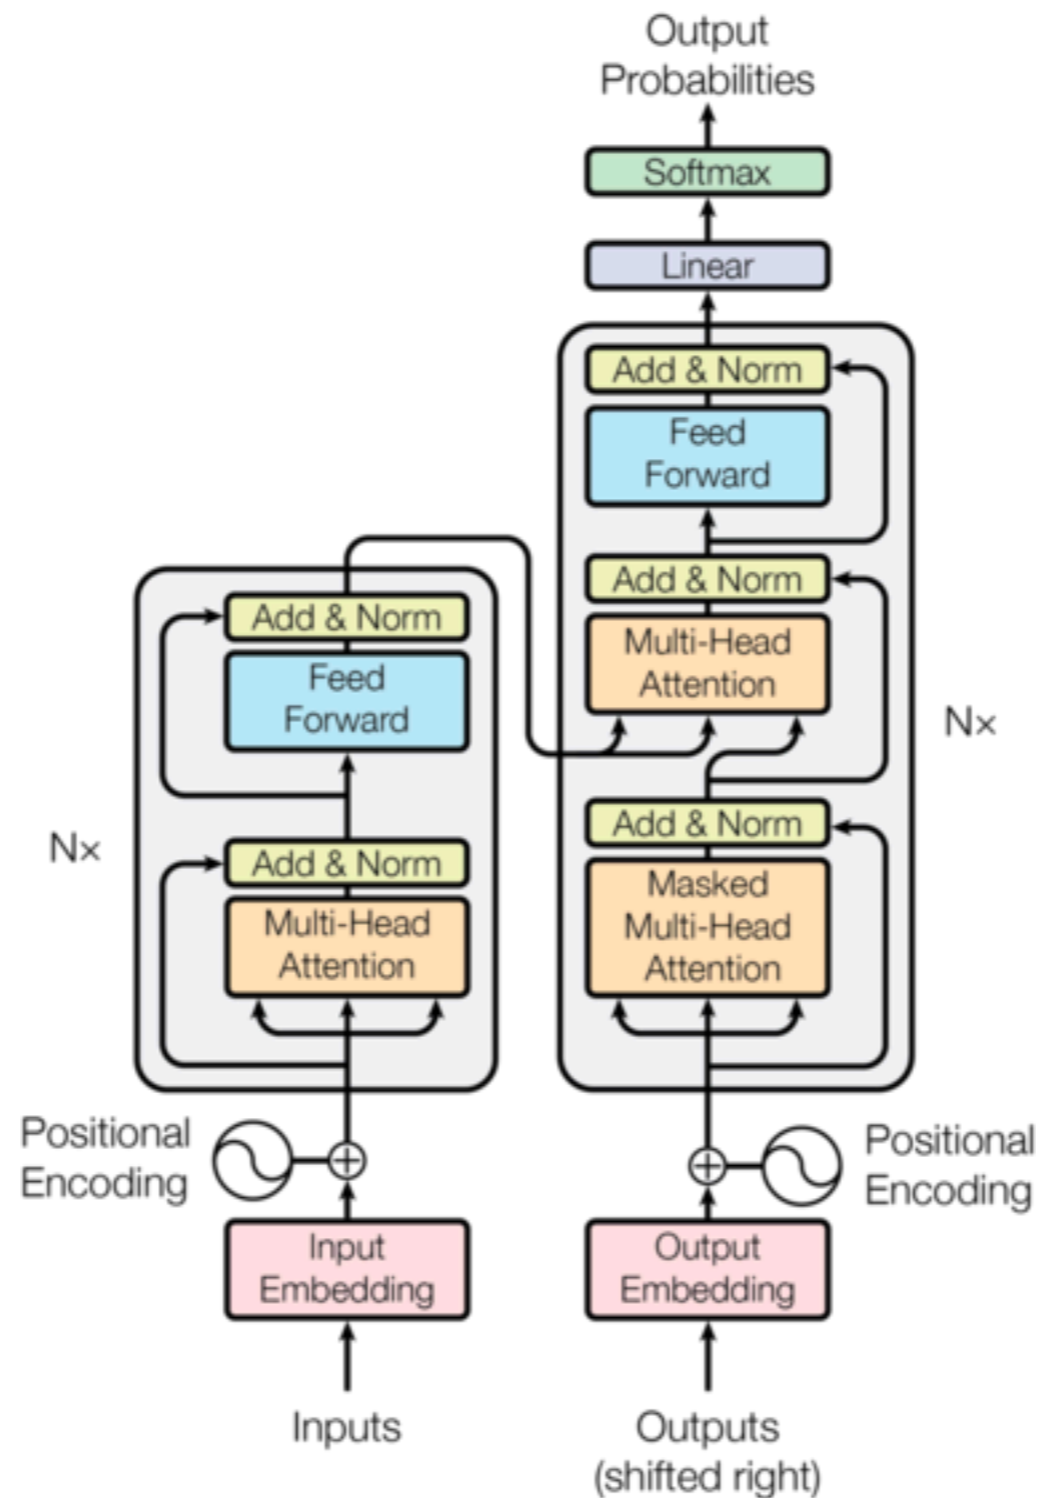 Output
Probabilities
Softmax
Linear
Add & Norm
Feed
Forward
Add & Norm
Multi-Head
Attention
Add & Norm
Masked
Multi-Head
Attention
N×
Add & Norm
Feed
Forward
Add & Norm
Multi-Head
Attention
N×
Positional
Encoding
Positional
Encoding
Input
Embedding
Output
Embedding
Inputs
Outputs
(shifted right)